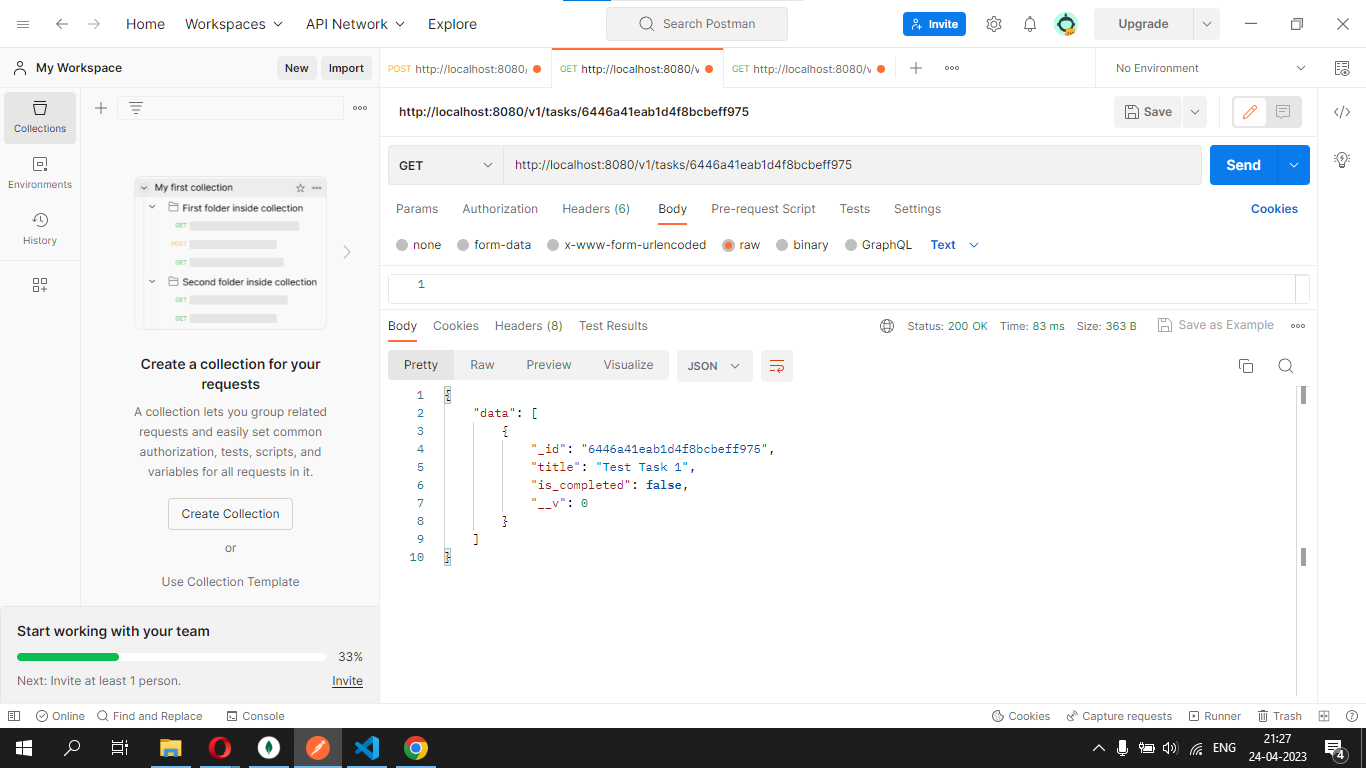 Home Workspaces API Network Explore Search Postman Invite Upgrade
My Workspace New Import POST http://localhost:8080/ GET http://localhost:8080/v GET http://localhost:8080/v No Environment
Collections
Environments
History
My first collection
First folder inside collection
GET
POST
GET
Second folder inside collection
GET
GET
Create a collection for your
requests
A collection lets you group related
requests and easily set common
authorization, tests, scripts, and
variables for all requests in it.
Create Collection
or
Use Collection Template
Start working with your team
33%
Next: Invite at least 1 person. Invite
http://localhost:8080/v1/tasks/6446a41eab1d4f8bcbeff975 Save
GET http://localhost:8080/v1/tasks/6446a41eab1d4f8bcbeff975 Send
Params Authorization Headers (6) Body Pre-request Script Tests Settings Cookies
none form-data x-www-form-urlencoded raw binary GraphQL Text
1
Body Cookies Headers (8) Test Results Status: 200 OK Time: 83 ms Size: 363 B Save as Example
Pretty Raw Preview Visualize JSON
1 {
2 "data": [
3 {
4 "_id": "6446a41eab1d4f8bcbeff975",
5 "title": "Test Task 1",
6 "is_completed": false,
7 "__v": 0
8 }
9 ]
10 }
Online Find and Replace Console Cookies Capture requests Runner Trash
ENG 21:27
24-04-2023 4